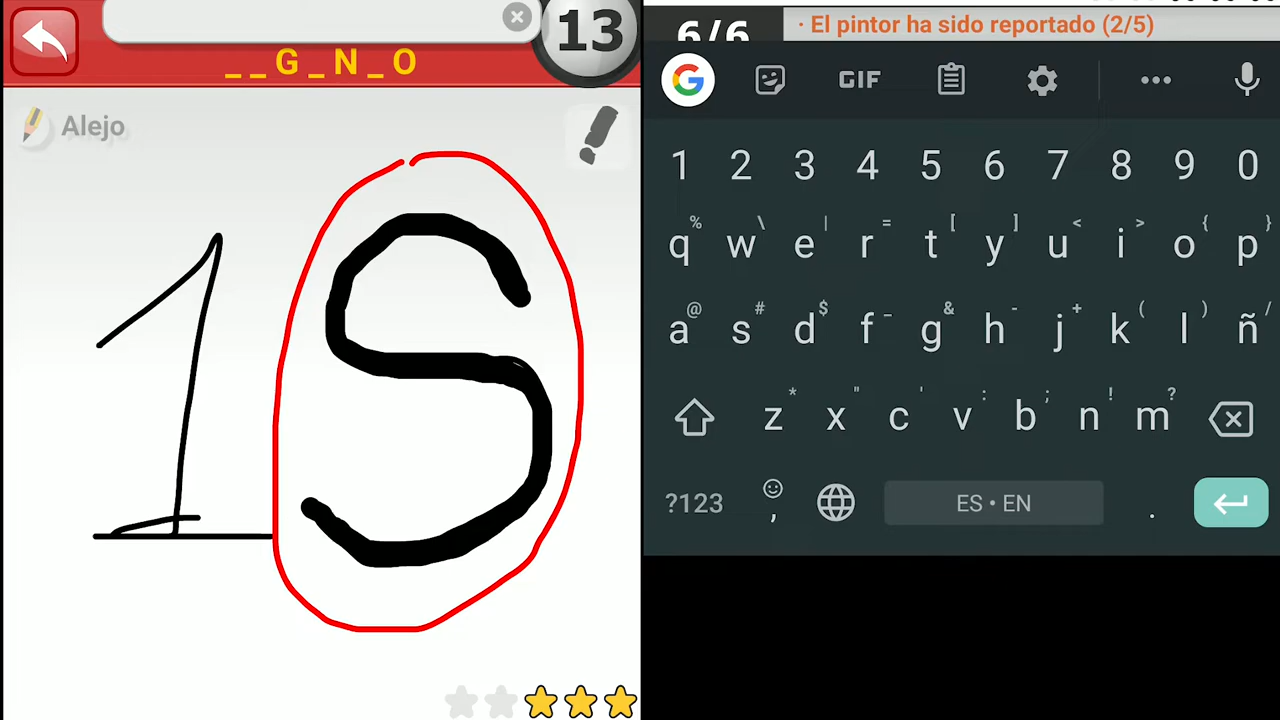 13
_ _ G _ N _ O
Alejo
1 S
6/6
· El pintor ha sido reportado (2/5)
G GIF
1 2 3 4 5 6 7 8 9 0
% \ | = [ ] < > { }
q w e r t y u i o p
@ # $ _ & - + ( ) /
a s d f g h j k l ñ
* " ' : ; ! ?
z x c v b n m
?123 , ES • EN .